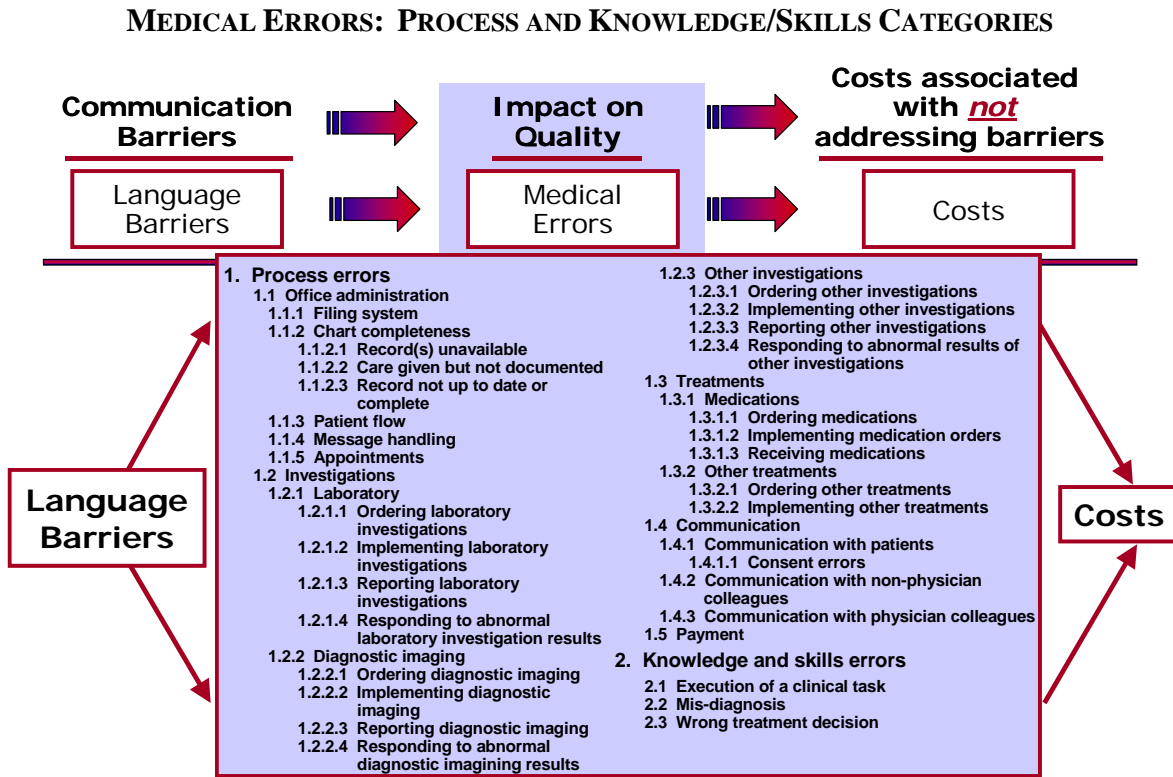 MEDICAL ERRORS: PROCESS AND KNOWLEDGE/SKILLS CATEGORIES
Communication
Barriers
Impact on
Quality
Costs associated
with not
addressing barriers
Language
Barriers
Medical
Errors
Costs
1. Process errors
1.1 Office administration
1.1.1 Filing system
1.1.2 Chart completeness
1.1.2.1 Record(s) unavailable
1.1.2.2 Care given but not documented
1.1.2.3 Record not up to date or
complete
1.1.3 Patient flow
1.1.4 Message handling
1.1.5 Appointments
1.2 Investigations
1.2.1 Laboratory
1.2.1.1 Ordering laboratory
investigations
1.2.1.2 Implementing laboratory
investigations
1.2.1.3 Reporting laboratory
investigations
1.2.1.4 Responding to abnormal
laboratory investigation results
1.2.2 Diagnostic imaging
1.2.2.1 Ordering diagnostic imaging
1.2.2.2 Implementing diagnostic
imaging
1.2.2.3 Reporting diagnostic imaging
1.2.2.4 Responding to abnormal
diagnostic imagining results
1.2.3 Other investigations
1.2.3.1 Ordering other investigations
1.2.3.2 Implementing other investigations
1.2.3.3 Reporting other investigations
1.2.3.4 Responding to abnormal results of
other investigations
1.3 Treatments
1.3.1 Medications
1.3.1.1 Ordering medications
1.3.1.2 Implementing medication orders
1.3.1.3 Receiving medications
1.3.2 Other treatments
1.3.2.1 Ordering other treatments
1.3.2.2 Implementing other treatments
1.4 Communication
1.4.1 Communication with patients
1.4.1.1 Consent errors
1.4.2 Communication with non-physician
colleagues
1.4.3 Communication with physician colleagues
1.5 Payment
2. Knowledge and skills errors
2.1 Execution of a clinical task
2.2 Mis-diagnosis
2.3 Wrong treatment decision
Language
Barriers
Costs